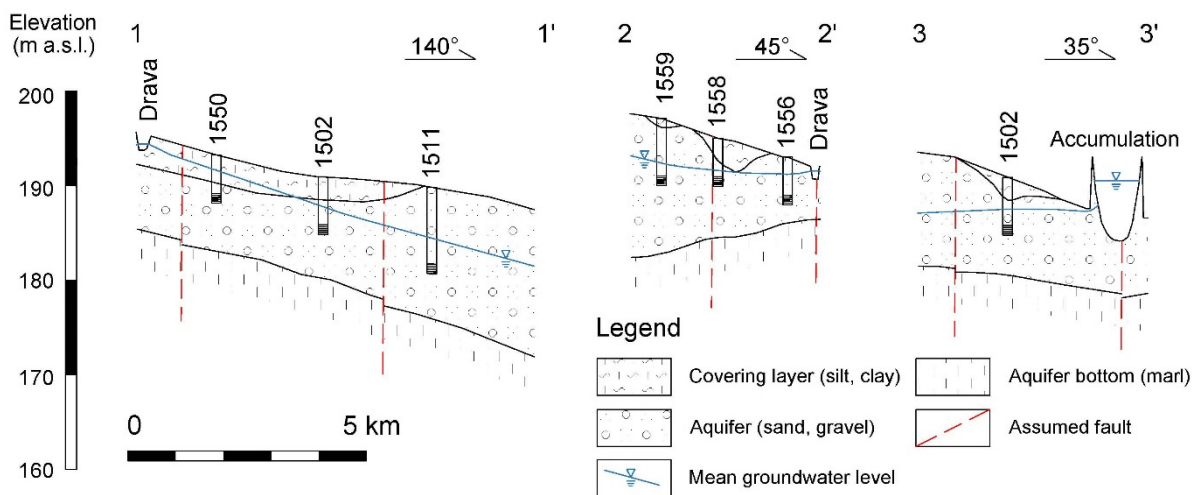 Elevation
(m a.s.l.)
200
190
180
170
160
1
1'
140°
Drava
1550
1502
1511
0
5 km
2
2'
45°
1559
1558
1556
Drava
3
3'
35°
1502
Accumulation
Legend
Covering layer (silt, clay)
Aquifer (sand, gravel)
Mean groundwater level
Aquifer bottom (marl)
Assumed fault